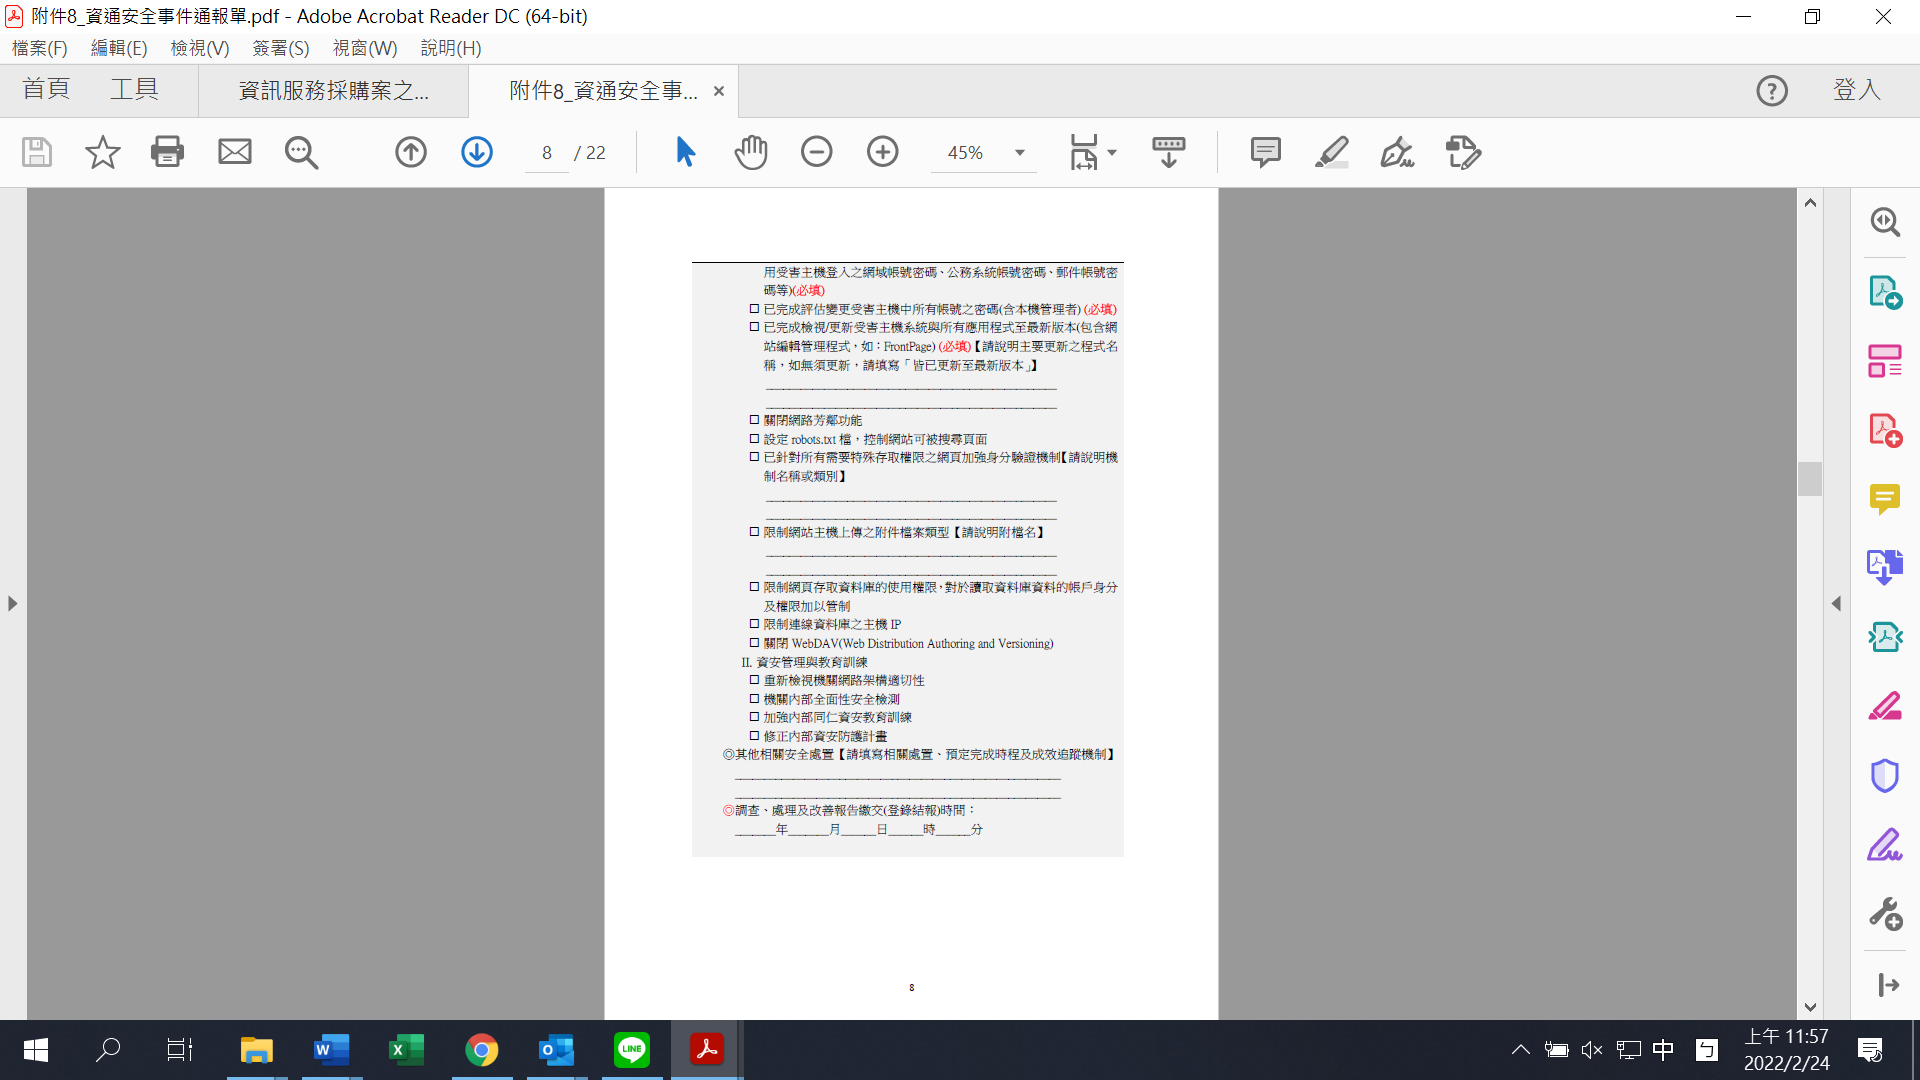 附件8_資通安全事件通報單.pdf - Adobe Acrobat Reader DC (64-bit)
檔案(F) 編輯(E) 檢視(V) 簽署(S) 視窗(W) 說明(H)
首頁 工具 資訊服務採購案之... 附件8_資通安全事... × 登入
8 / 22 45%
用受害主機登入之網域帳號密碼、公務系統帳號密碼、郵件帳號密
碼等)(必填)
□ 已完成評估變更受害主機中所有帳號之密碼(含本機管理者) (必填)
□ 已完成檢視/更新受害主機系統與所有應用程式至最新版本(包含網
站編輯管理程式，如：FrontPage) (必填)【請說明主要更新之程式名
稱，如無須更新，請填寫「皆已更新至最新版本」】
□ 關閉網路芳鄰功能
□ 設定 robots.txt 檔，控制網站可被搜尋頁面
□ 已針對所有需要特殊存取權限之網頁加強身分驗證機制【請說明機
制名稱或類別】
□ 限制網站主機上傳之附件檔案類型【請說明附檔名】
□ 限制網頁存取資料庫的使用權限，對於讀取資料庫資料的帳戶身分
及權限加以管制
□ 限制連線資料庫之主機 IP
□ 關閉 WebDAV(Web Distribution Authoring and Versioning)
II. 資安管理與教育訓練
□ 重新檢視機關網路架構適切性
□ 機關內部全面性安全檢測
□ 加強內部同仁資安教育訓練
□ 修正內部資安防護計畫
◎其他相關安全處置【請填寫相關處置、預定完成時程及成效追蹤機制】
◎調查、處理及改善報告繳交(登錄結報)時間：
______年______月_____日_____時_____分
8
LINE
中
上午 11:57
2022/2/24